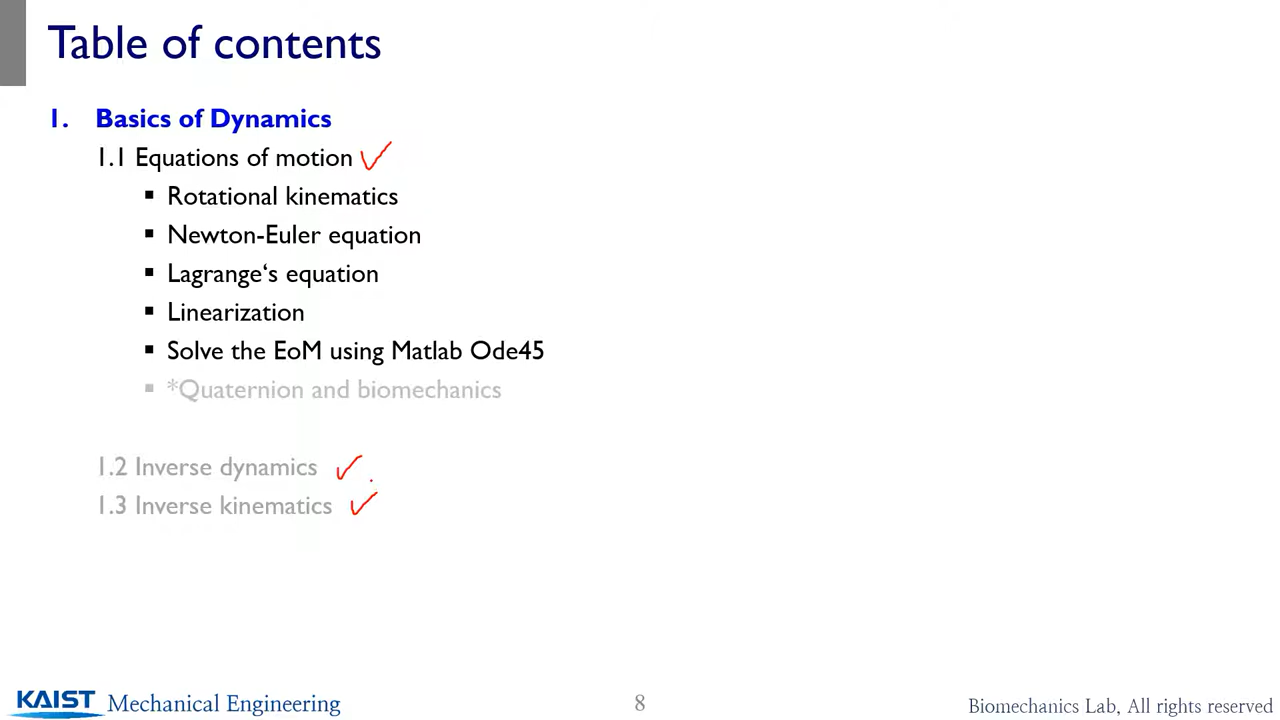 Table of contents
1. Basics of Dynamics
1.1 Equations of motion
▪ Rotational kinematics
▪ Newton-Euler equation
▪ Lagrange‘s equation
▪ Linearization
▪ Solve the EoM using Matlab Ode45
▪ *Quaternion and biomechanics
1.2 Inverse dynamics
1.3 Inverse kinematics
KAIST Mechanical Engineering
8
Biomechanics Lab, All rights reserved